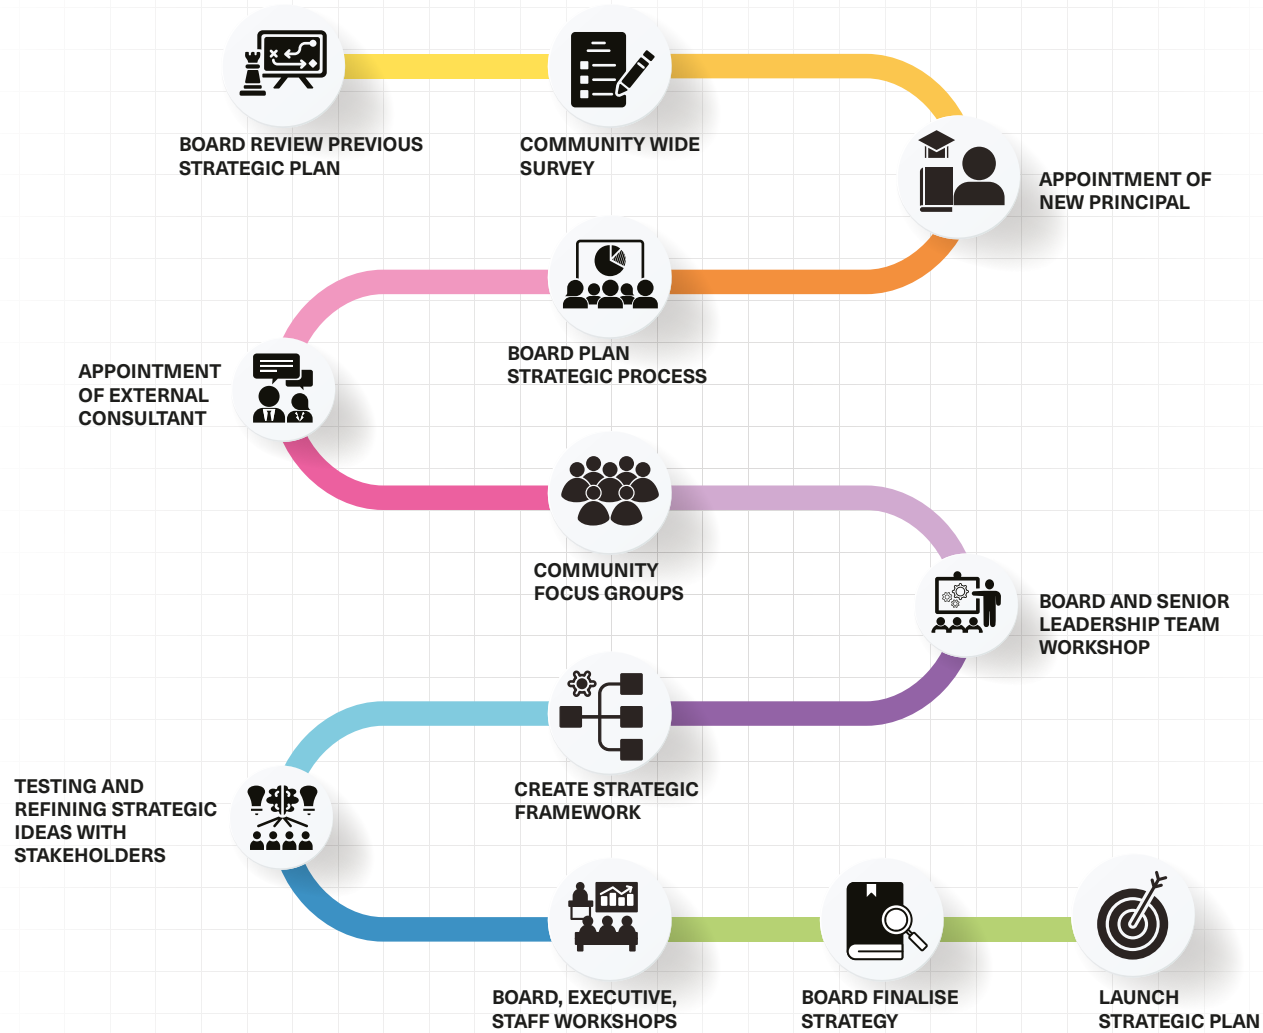 BOARD REVIEW PREVIOUS
STRATEGIC PLAN
COMMUNITY WIDE
SURVEY
APPOINTMENT OF
NEW PRINCIPAL
BOARD PLAN
STRATEGIC PROCESS
APPOINTMENT
OF EXTERNAL
CONSULTANT
COMMUNITY
FOCUS GROUPS
BOARD AND SENIOR
LEADERSHIP TEAM
WORKSHOP
CREATE STRATEGIC
FRAMEWORK
TESTING AND
REFINING STRATEGIC
IDEAS WITH
STAKEHOLDERS
BOARD, EXECUTIVE,
STAFF WORKSHOPS
BOARD FINALISE
STRATEGY
LAUNCH
STRATEGIC PLAN